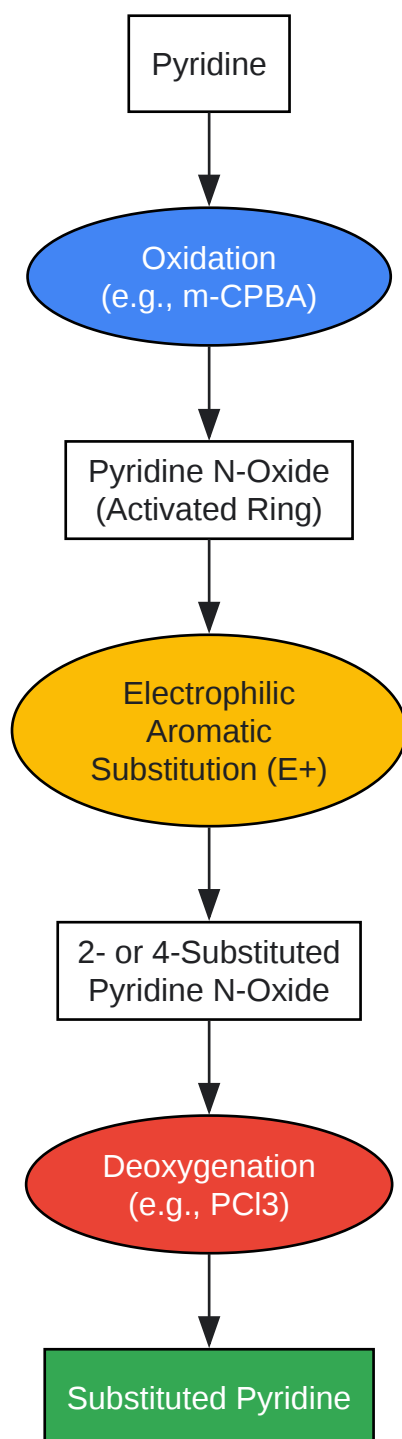 Pyridine
Oxidation
(e.g., m-CPBA)
Pyridine N-Oxide
(Activated Ring)
Electrophilic
Aromatic
Substitution (E+)
2- or 4-Substituted
Pyridine N-Oxide
Deoxygenation
(e.g., PCl3)
Substituted Pyridine